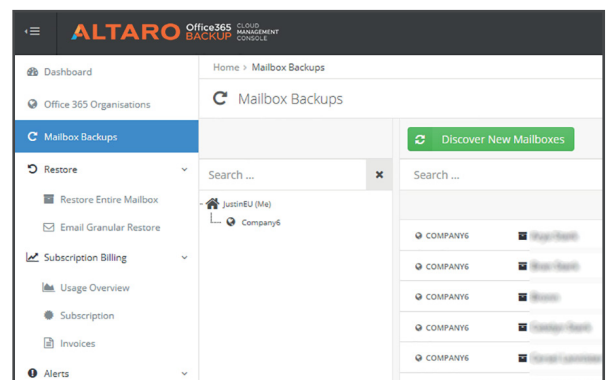 ALTARO Office365 BACKUP CLOUD MANAGEMENT CONSOLE
Dashboard
Office 365 Organisations
Mailbox Backups
Restore
Restore Entire Mailbox
Email Granular Restore
Subscription Billing
Usage Overview
Subscription
Invoices
Alerts
Home > Mailbox Backups
Mailbox Backups
Search ...
JustinEU (Me)
Company6
Discover New Mailboxes
Search ...
COMPANY6
COMPANY6
COMPANY6
COMPANY6
COMPANY6